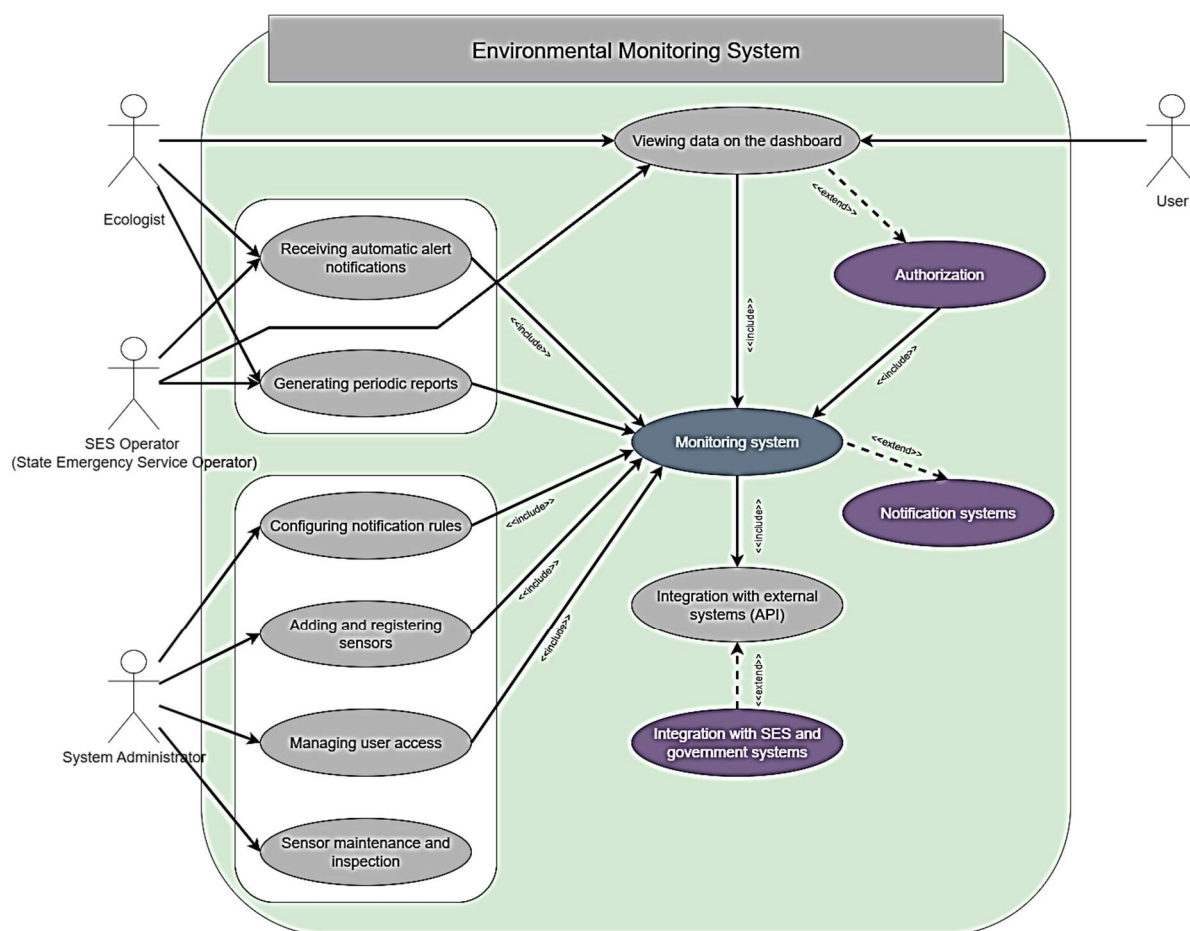 Environmental Monitoring System
Viewing data on the dashboard
<<extend>>
Ecologist
User
Receiving automatic alert
notifications
Authorization
<<include>>
<<include>>
<<include>>
Generating periodic reports
SES Operator
(State Emergency Service Operator)
Monitoring system
<<extend>>
Configuring notification rules
<<include>>
Notification systems
<<include>>
<<include>>
Integration with external
systems (API)
Adding and registering
sensors
<<include>>
<<extend>>
System Administrator
Managing user access
Integration with SES and
government systems
Sensor maintenance and
inspection